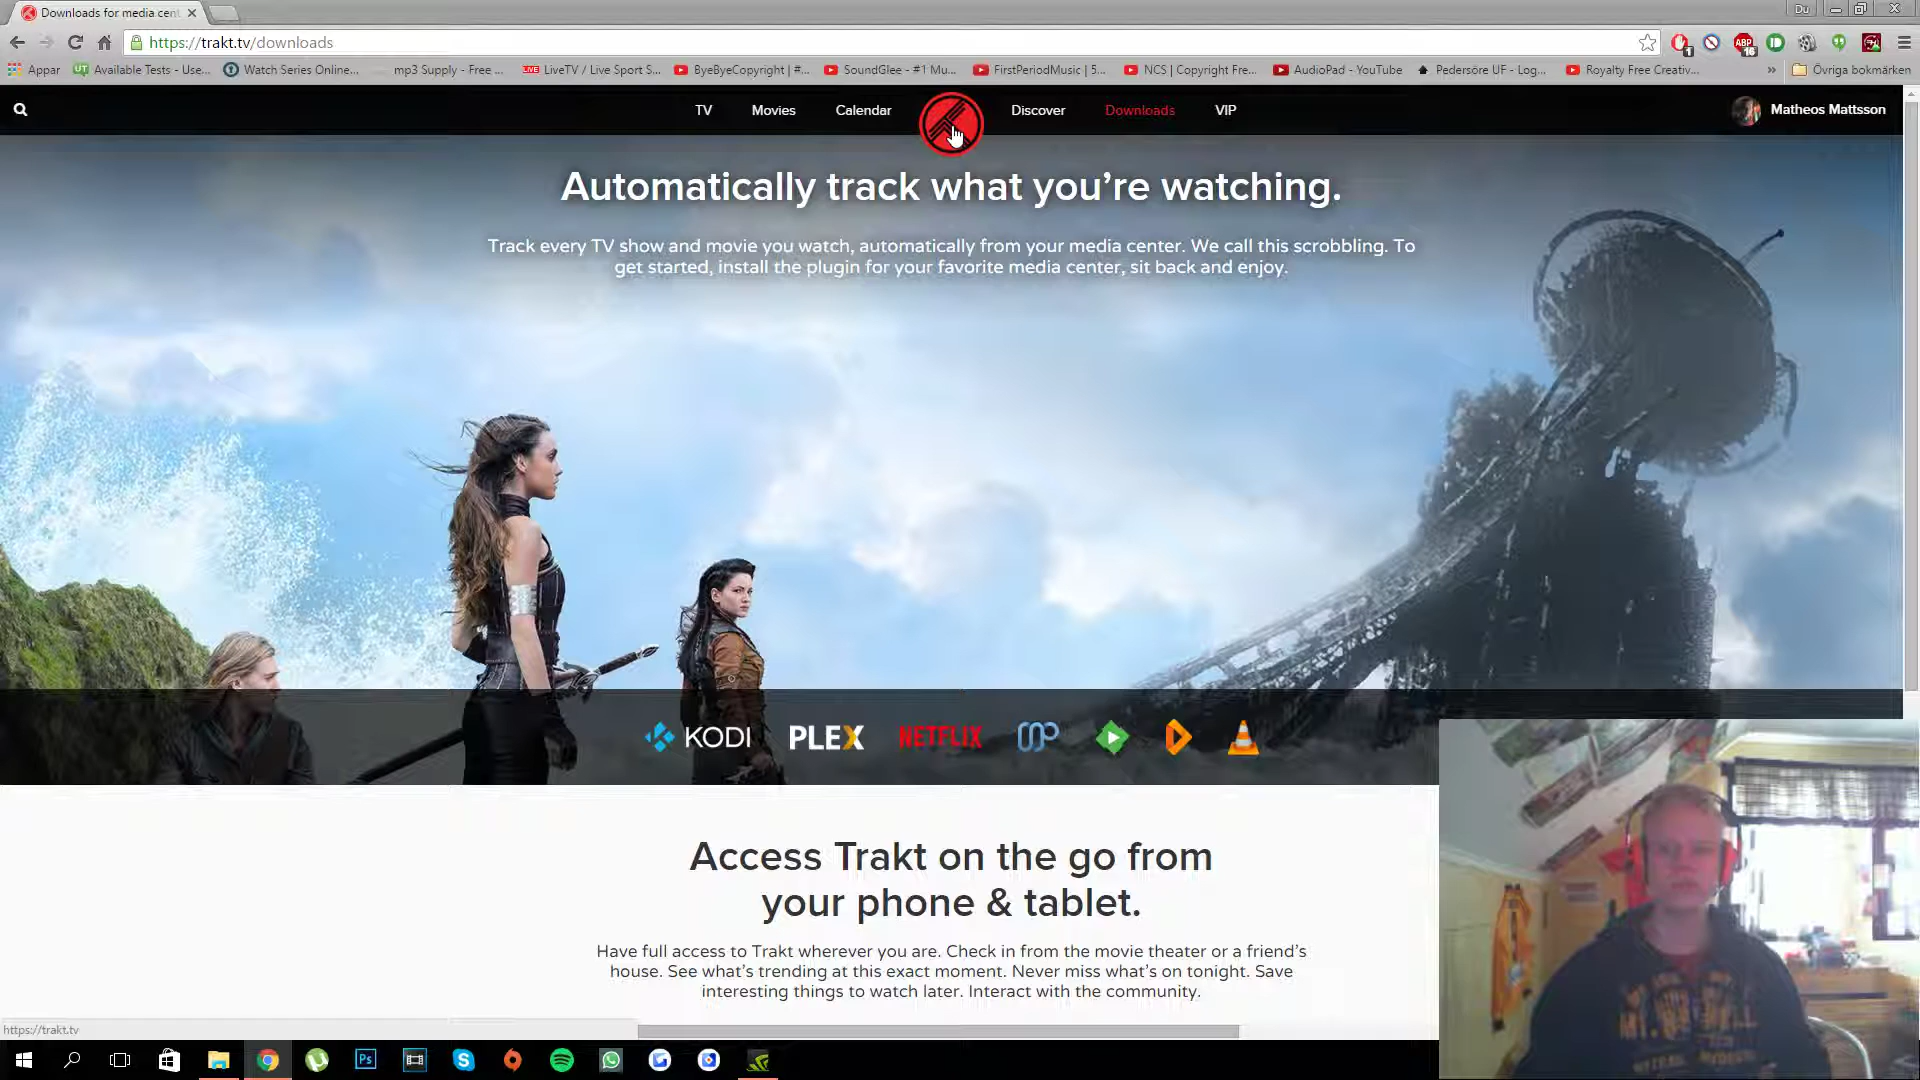 Downloads for media cent
Du
https://trakt.tv/downloads
1
ABP
16
Appar
UT Available Tests - Use...
Watch Series Online...
mp3 Supply - Free ...
LIVE LiveTV / Live Sport S...
ByeByeCopyright | #...
SoundGlee - #1 Mu...
FirstPeriodMusic | 5...
NCS | Copyright Fre...
AudioPad - YouTube
Pedersöre UF - Log...
Royalty Free Creativ...
»
Övriga bokmärken
TV
Movies
Calendar
Discover
Downloads
VIP
Matheos Mattsson
Automatically track what you’re watching.
Track every TV show and movie you watch, automatically from your media center. We call this scrobbling. To
get started, install the plugin for your favorite media center, sit back and enjoy.
KODI
PLEX
NETFLIX
Access Trakt on the go from
your phone & tablet.
Have full access to Trakt wherever you are. Check in from the movie theater or a friend’s
house. See what’s trending at this exact moment. Never miss what’s on tonight. Save
interesting things to watch later. Interact with the community.
https://trakt.tv
Ps